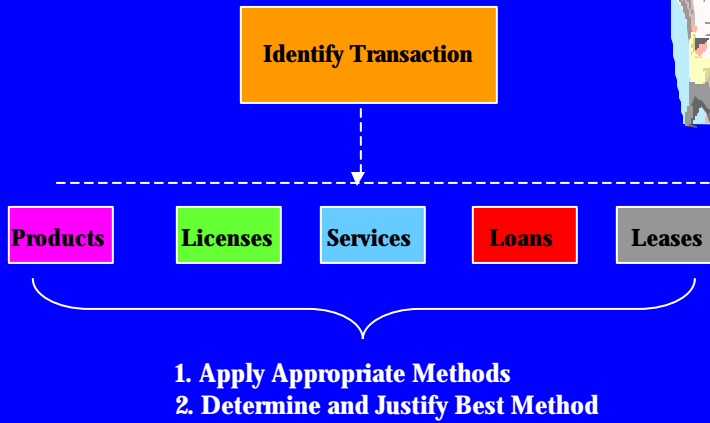 Identify Transaction
Products
Licenses
Services
Loans
Leases
1. Apply Appropriate Methods
2. Determine and Justify Best Method